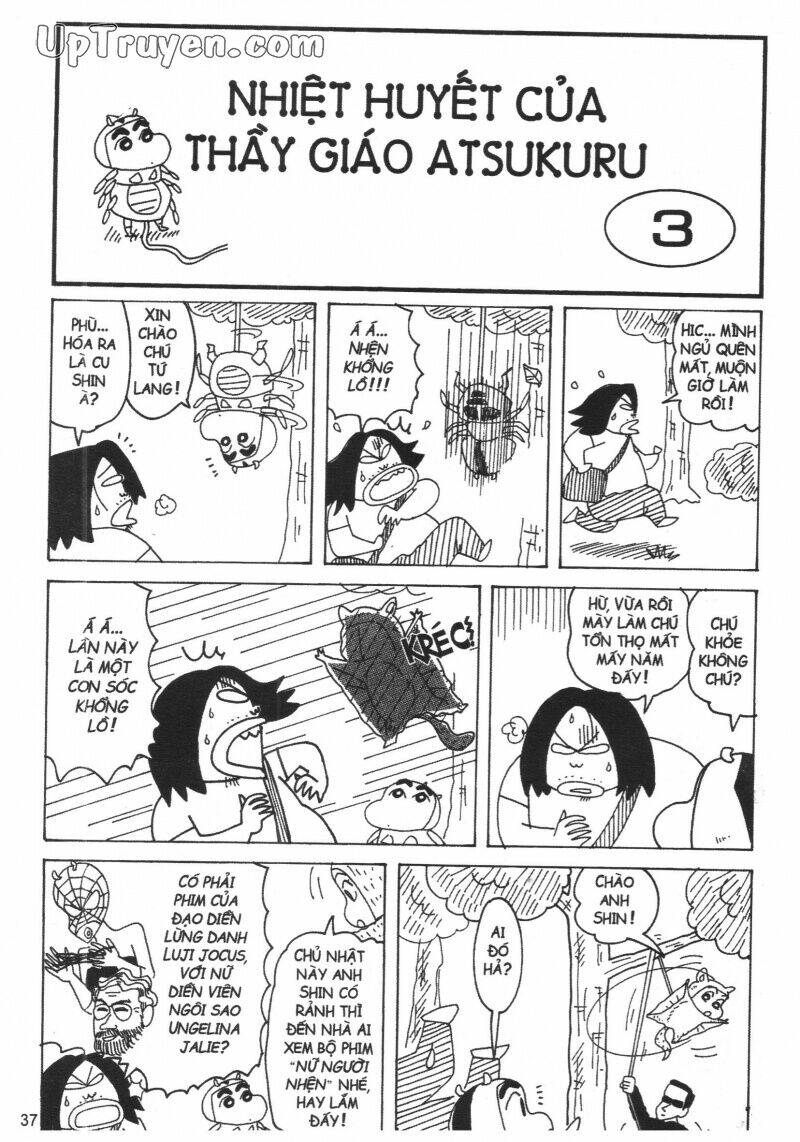 UpTruyen.com
NHIỆT HUYẾT CỦA
THẦY GIÁO ATSUKURU
3
HIC... MÌNH
NGỦ QUÊN
MẤT, MUỘN
GIỜ LÀM
RỒI!
Á Á...
NHỆN
KHỔNG
LỒ!!!
XIN
CHÀO
CHÚ
TỨ
LANG!
PHÙ...
HÓA RA
LÀ CU
SHIN
À?
CHÚ
KHỎE
KHÔNG
CHÚ?
HỪ, VỪA RỒI
MÀY LÀM CHÚ
TỔN THỌ MẤT
MẤY NĂM
ĐẤY!
KRÉC!
Á Á...
LẦN NÀY
LÀ MỘT
CON SÓC
KHỔNG
LỒ!
CHÀO
ANH
SHIN!
AI
ĐÓ
HẢ?
CHỦ NHẬT
NÀY ANH
SHIN CÓ
RẢNH THÌ
ĐẾN NHÀ AI
XEM BỘ PHIM
"NỮ NGƯỜI
NHỆN" NHÉ,
HAY LẮM
ĐẤY!
CÓ PHẢI
PHIM CỦA
ĐẠO DIỄN
LỪNG DANH
LUJI JOCUS,
VỚI NỮ
DIỄN VIÊN
NGÔI SAO
UNGELINA
JALIE?
37